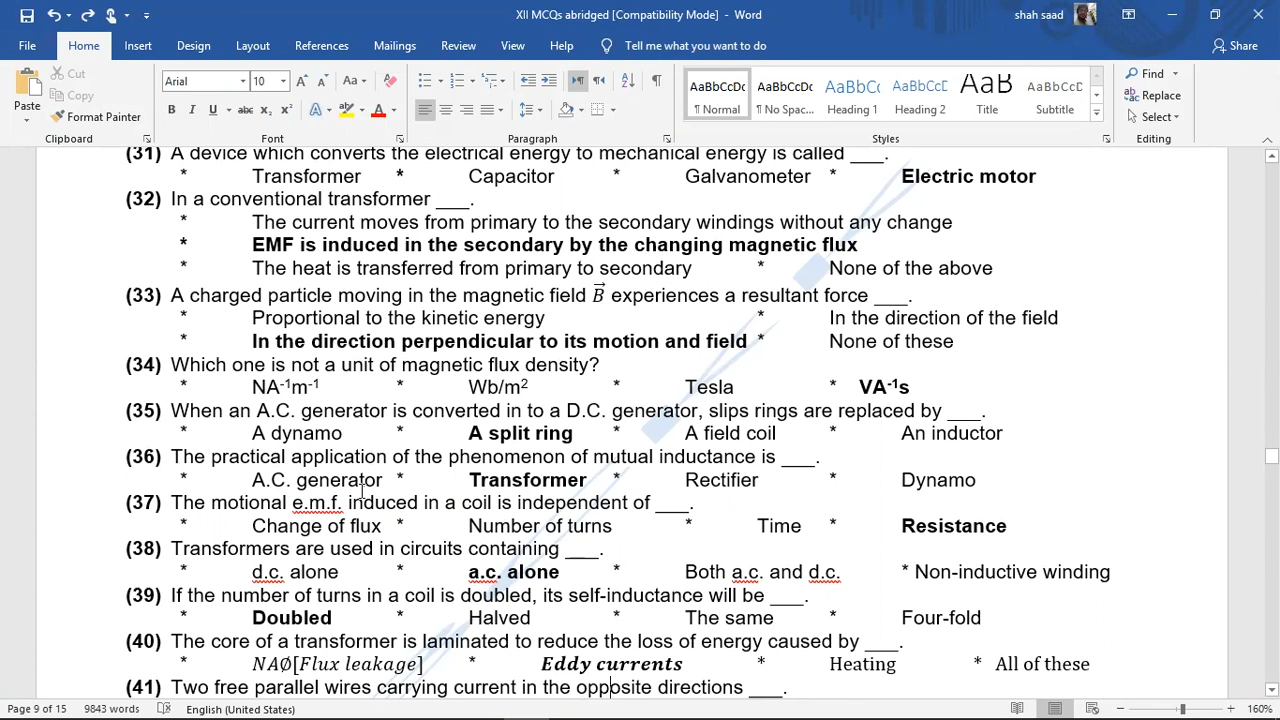 XII MCQs abridged [Compatibility Mode] - Word
shah saad
File Home Insert Design Layout References Mailings Review View Help Tell me what you want to do Share
Paste
Cut
Copy
Format Painter
Clipboard
Arial 10
Font
Paragraph
AaBbCcDc ¶ Normal
AaBbCcDc ¶ No Spac...
AaBbCc Heading 1
AaBbCcD Heading 2
AaB Title
AaBbCcD Subtitle
Styles
Find
Replace
Select
Editing
(31) A device which converts the electrical energy to mechanical energy is called ___.
* Transformer * Capacitor * Galvanometer * Electric motor
(32) In a conventional transformer ___.
* The current moves from primary to the secondary windings without any change
* EMF is induced in the secondary by the changing magnetic flux
* The heat is transferred from primary to secondary * None of the above
(33) A charged particle moving in the magnetic field B⃗ experiences a resultant force ___.
* Proportional to the kinetic energy * In the direction of the field
* In the direction perpendicular to its motion and field * None of these
(34) Which one is not a unit of magnetic flux density?
* NA⁻¹m⁻¹ * Wb/m² * Tesla * VA⁻¹s
(35) When an A.C. generator is converted in to a D.C. generator, slips rings are replaced by ___.
* A dynamo * A split ring * A field coil * An inductor
(36) The practical application of the phenomenon of mutual inductance is ___.
* A.C. generator * Transformer * Rectifier * Dynamo
(37) The motional e.m.f. induced in a coil is independent of ___.
* Change of flux * Number of turns * Time * Resistance
(38) Transformers are used in circuits containing ___.
* d.c. alone * a.c. alone * Both a.c. and d.c. * Non-inductive winding
(39) If the number of turns in a coil is doubled, its self-inductance will be ___.
* Doubled * Halved * The same * Four-fold
(40) The core of a transformer is laminated to reduce the loss of energy caused by ___.
* NAØ[Flux leakage] * Eddy currents * Heating * All of these
(41) Two free parallel wires carrying current in the opposite directions ___.
Page 9 of 15 9843 words English (United States) 160%